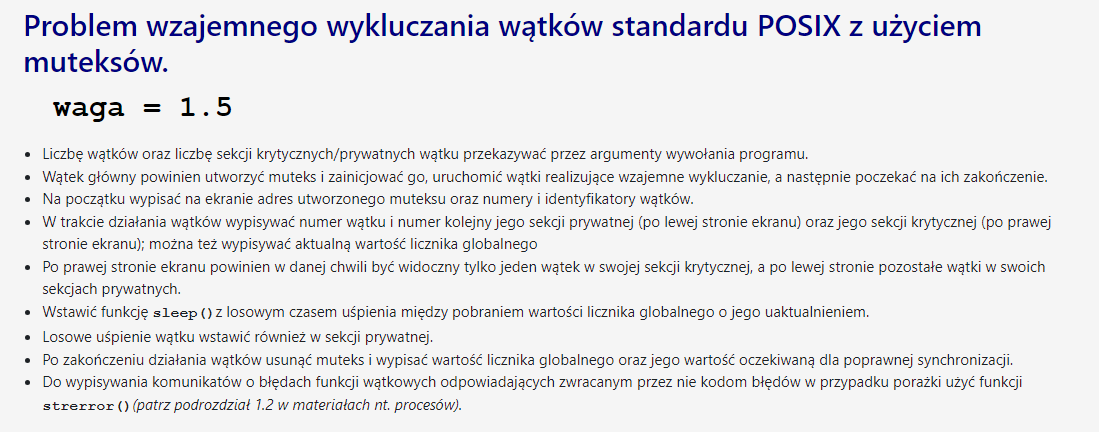 Problem wzajemnego wykluczania wątków standardu POSIX z użyciem
muteksów.
waga = 1.5
• Liczbę wątków oraz liczbę sekcji krytycznych/prywatnych wątku przekazywać przez argumenty wywołania programu.
• Wątek główny powinien utworzyć muteks i zainicjować go, uruchomić wątki realizujące wzajemne wykluczanie, a następnie poczekać na ich zakończenie.
• Na początku wypisać na ekranie adres utworzonego muteksu oraz numery i identyfikatory wątków.
• W trakcie działania wątków wypisywać numer wątku i numer kolejny jego sekcji prywatnej (po lewej stronie ekranu) oraz jego sekcji krytycznej (po prawej
stronie ekranu); można też wypisywać aktualną wartość licznika globalnego
• Po prawej stronie ekranu powinien w danej chwili być widoczny tylko jeden wątek w swojej sekcji krytycznej, a po lewej stronie pozostałe wątki w swoich
sekcjach prywatnych.
• Wstawić funkcję sleep() z losowym czasem uśpienia między pobraniem wartości licznika globalnego o jego uaktualnieniem.
• Losowe uśpienie wątku wstawić również w sekcji prywatnej.
• Po zakończeniu działania wątków usunąć muteks i wypisać wartość licznika globalnego oraz jego wartość oczekiwaną dla poprawnej synchronizacji.
• Do wypisywania komunikatów o błędach funkcji wątkowych odpowiadających zwracanym przez nie kodom błędów w przypadku porażki użyć funkcji
strerror() (patrz podrozdział 1.2 w materiałach nt. procesów).